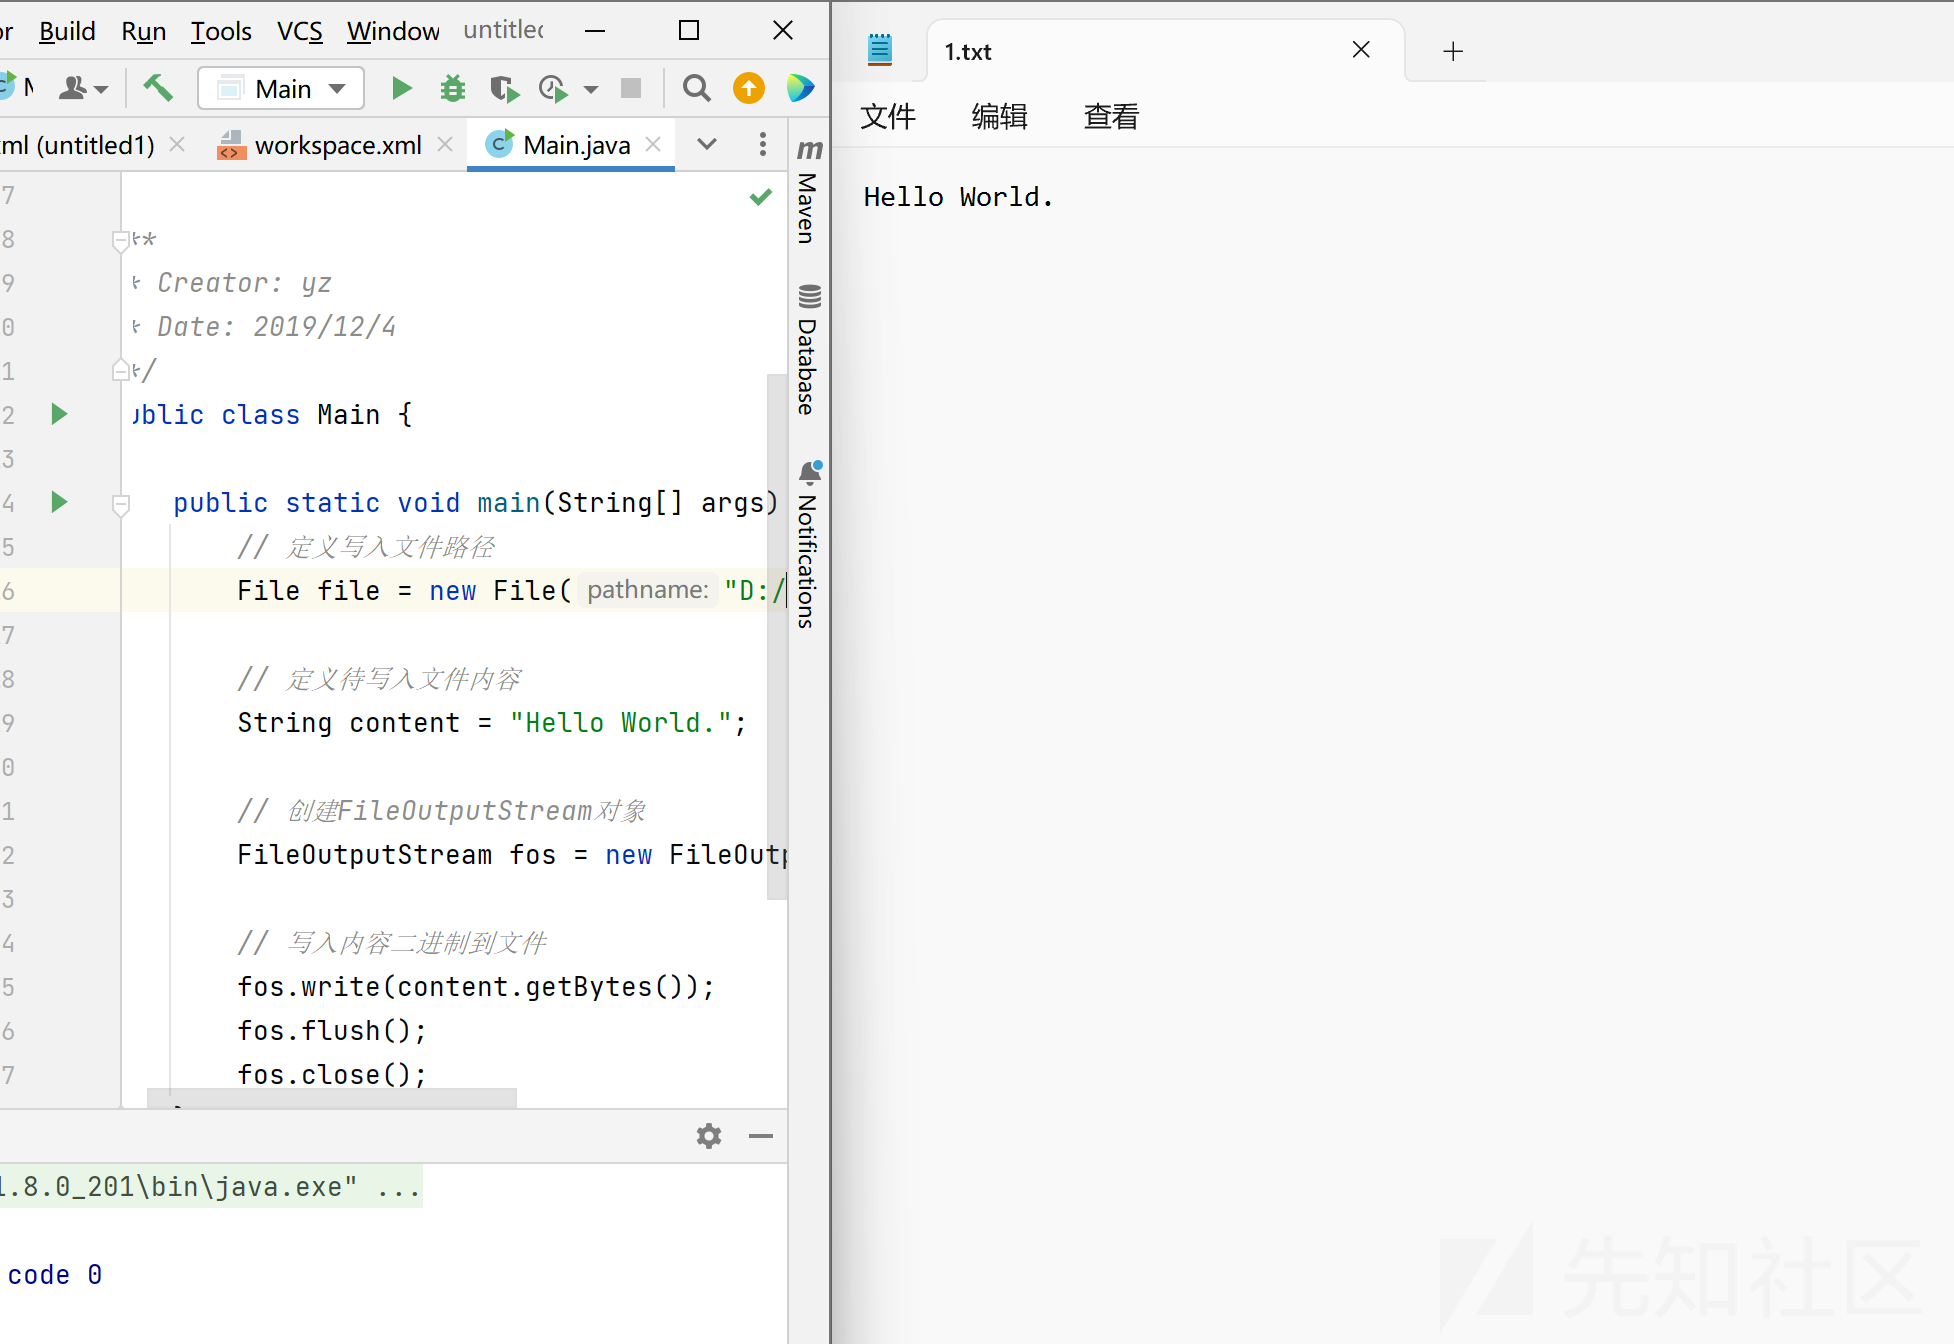 or Build Run Tools VCS Window untitled
Main
ml (untitled1) workspace.xml Main.java
7
8 **
9 * Creator: yz
0 * Date: 2019/12/4
1 */
2 ublic class Main {
3
4 public static void main(String[] args)
5 // 定义写入文件路径
6 File file = new File( pathname: "D:/
7
8 // 定义待写入文件内容
9 String content = "Hello World.";
0
1 // 创建FileOutputStream对象
2 FileOutputStream fos = new FileOutp
3
4 // 写入内容二进制到文件
5 fos.write(content.getBytes());
6 fos.flush();
7 fos.close();
1.8.0_201\bin\java.exe" ...
code 0
m Maven
Database
Notifications
1.txt
文件 编辑 查看
Hello World.
先知社区